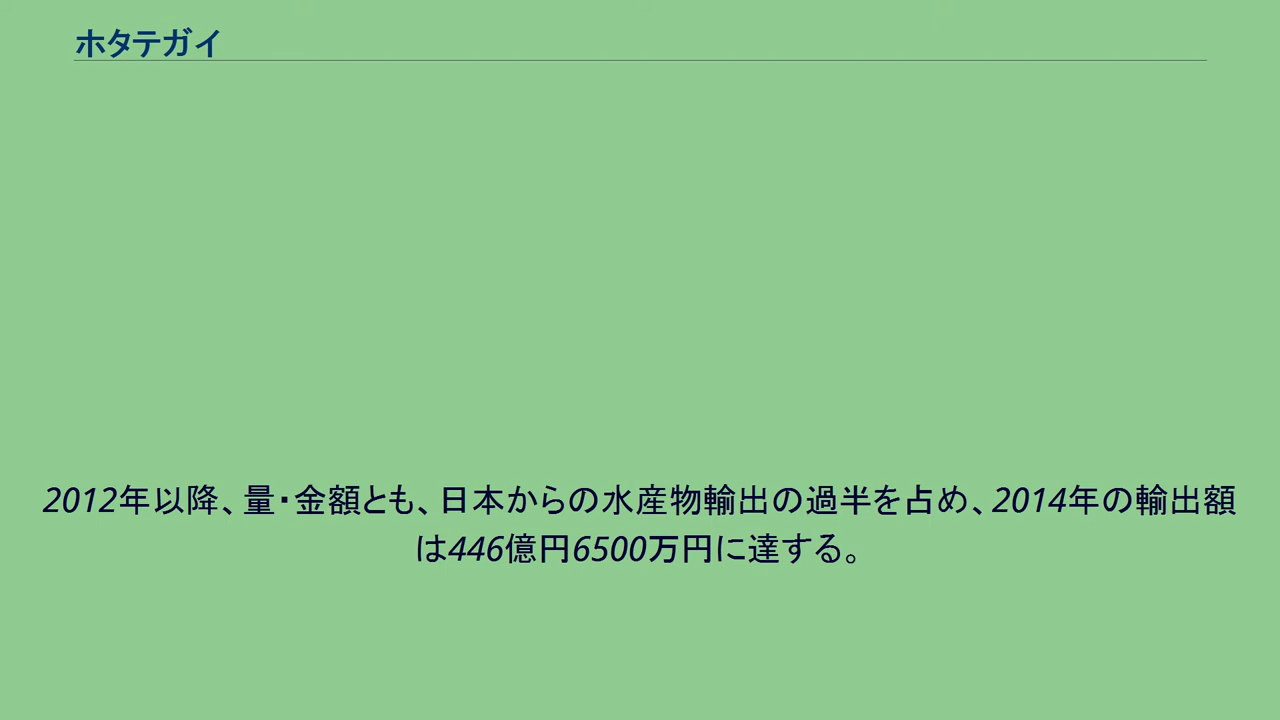 ホタテガイ
2012年以降、量・金額とも、日本からの水産物輸出の過半を占め、2014年の輸出額
は446億円6500万円に達する。